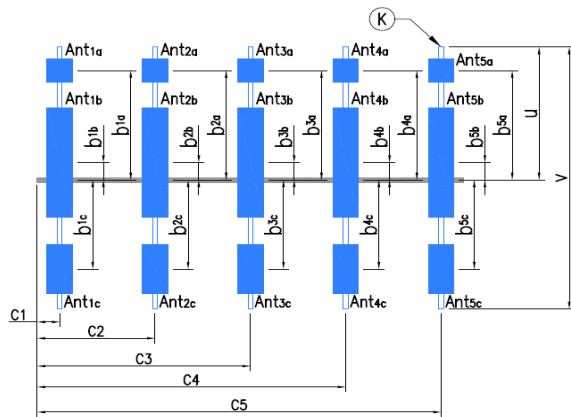 K
Ant1a Ant2a Ant3a Ant4a Ant5a
Ant1b Ant2b Ant3b Ant4b Ant5b
b1b b1a b2b b2a b3b b3a b4b b4a b5b b5a u v
b1c b2c b3c b4c b5c
Ant1c Ant2c Ant3c Ant4c Ant5c
C1
C2
C3
C4
C5